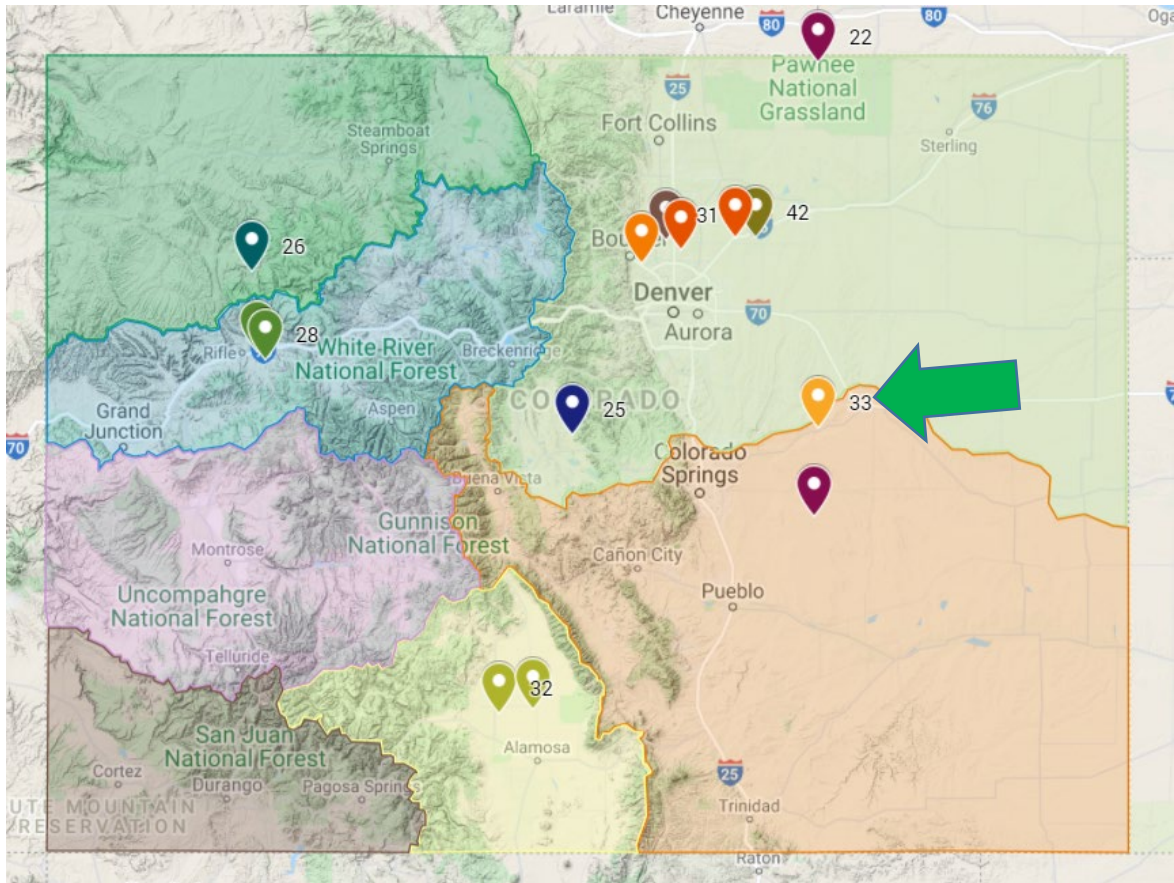 Laramie
Cheyenne
80
80
Oga
22
Pawnee
National
Grassland
25
76
Fort Collins
Steamboat
Springs
Sterling
31
42
26
Denver
Aurora
70
28
Rifle
White River
National Forest
Breckenridge
COLORADO
33
25
Aspen
Grand
Junction
70
Colorado
Springs
Buena Vista
Gunnison
National Forest
Montrose
Cañon City
Uncompahgre
National Forest
Pueblo
Telluride
32
San Juan
National Forest
Alamosa
Cortez
Durango
Pagosa Springs
25
Trinidad
UTE MOUNTAIN
RESERVATION
Raton